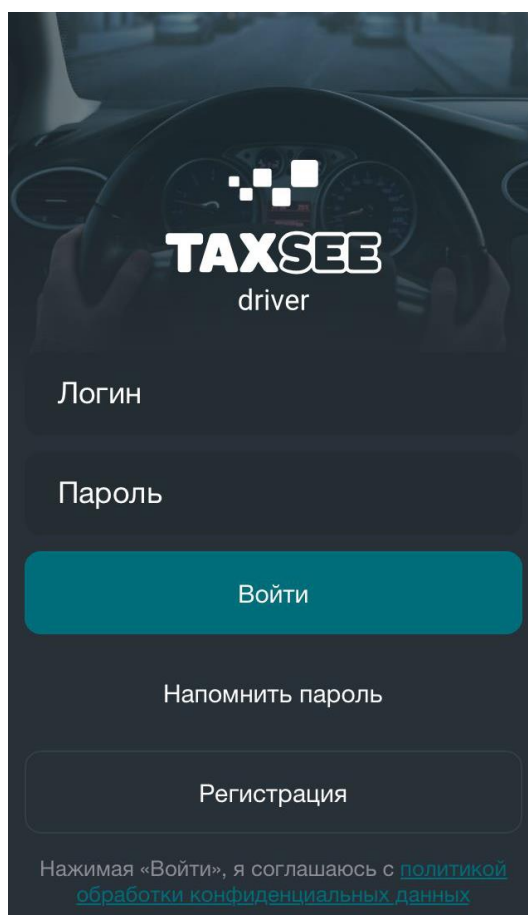 TAXSEE
driver
Логин
Пароль
Войти
Напомнить пароль
Регистрация
Нажимая «Войти», я соглашаюсь с политикой
обработки конфиденциальных данных